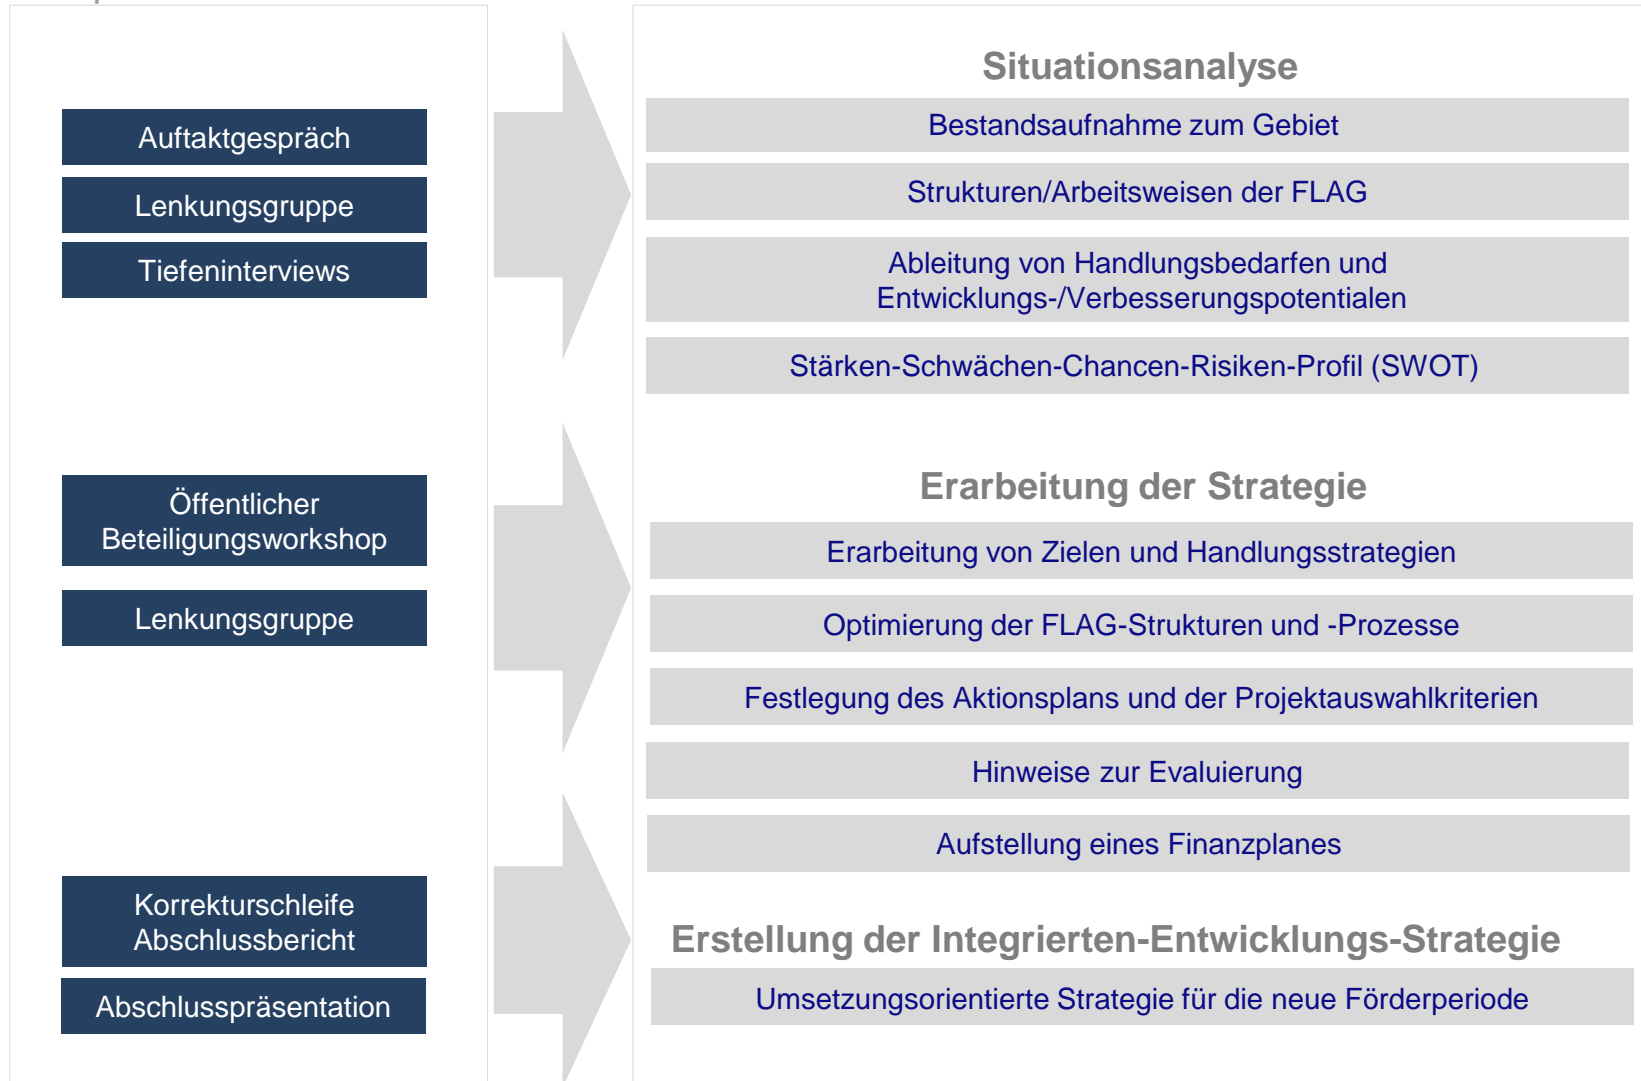 Auftaktgespräch
Lenkungsgruppe
Tiefeninterviews
Situationsanalyse
Bestandsaufnahme zum Gebiet
Strukturen/Arbeitsweisen der FLAG
Ableitung von Handlungsbedarfen und
Entwicklungs-/Verbesserungspotentialen
Stärken-Schwächen-Chancen-Risiken-Profil (SWOT)
Öffentlicher
Beteiligungsworkshop
Lenkungsgruppe
Erarbeitung der Strategie
Erarbeitung von Zielen und Handlungsstrategien
Optimierung der FLAG-Strukturen und -Prozesse
Festlegung des Aktionsplans und der Projektauswahlkriterien
Hinweise zur Evaluierung
Aufstellung eines Finanzplanes
Korrekturschleife
Abschlussbericht
Abschlusspräsentation
Erstellung der Integrierten-Entwicklungs-Strategie
Umsetzungsorientierte Strategie für die neue Förderperiode